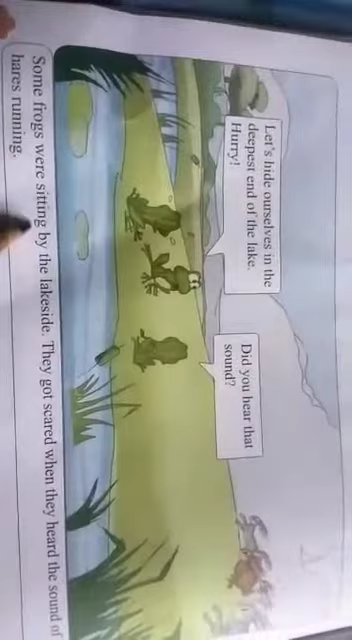 Let's hide ourselves in the
deepest end of the lake.
Hurry!
Did you hear that
sound?
Some frogs were sitting by the lakeside. They got scared when they heard the sound of
hares running.